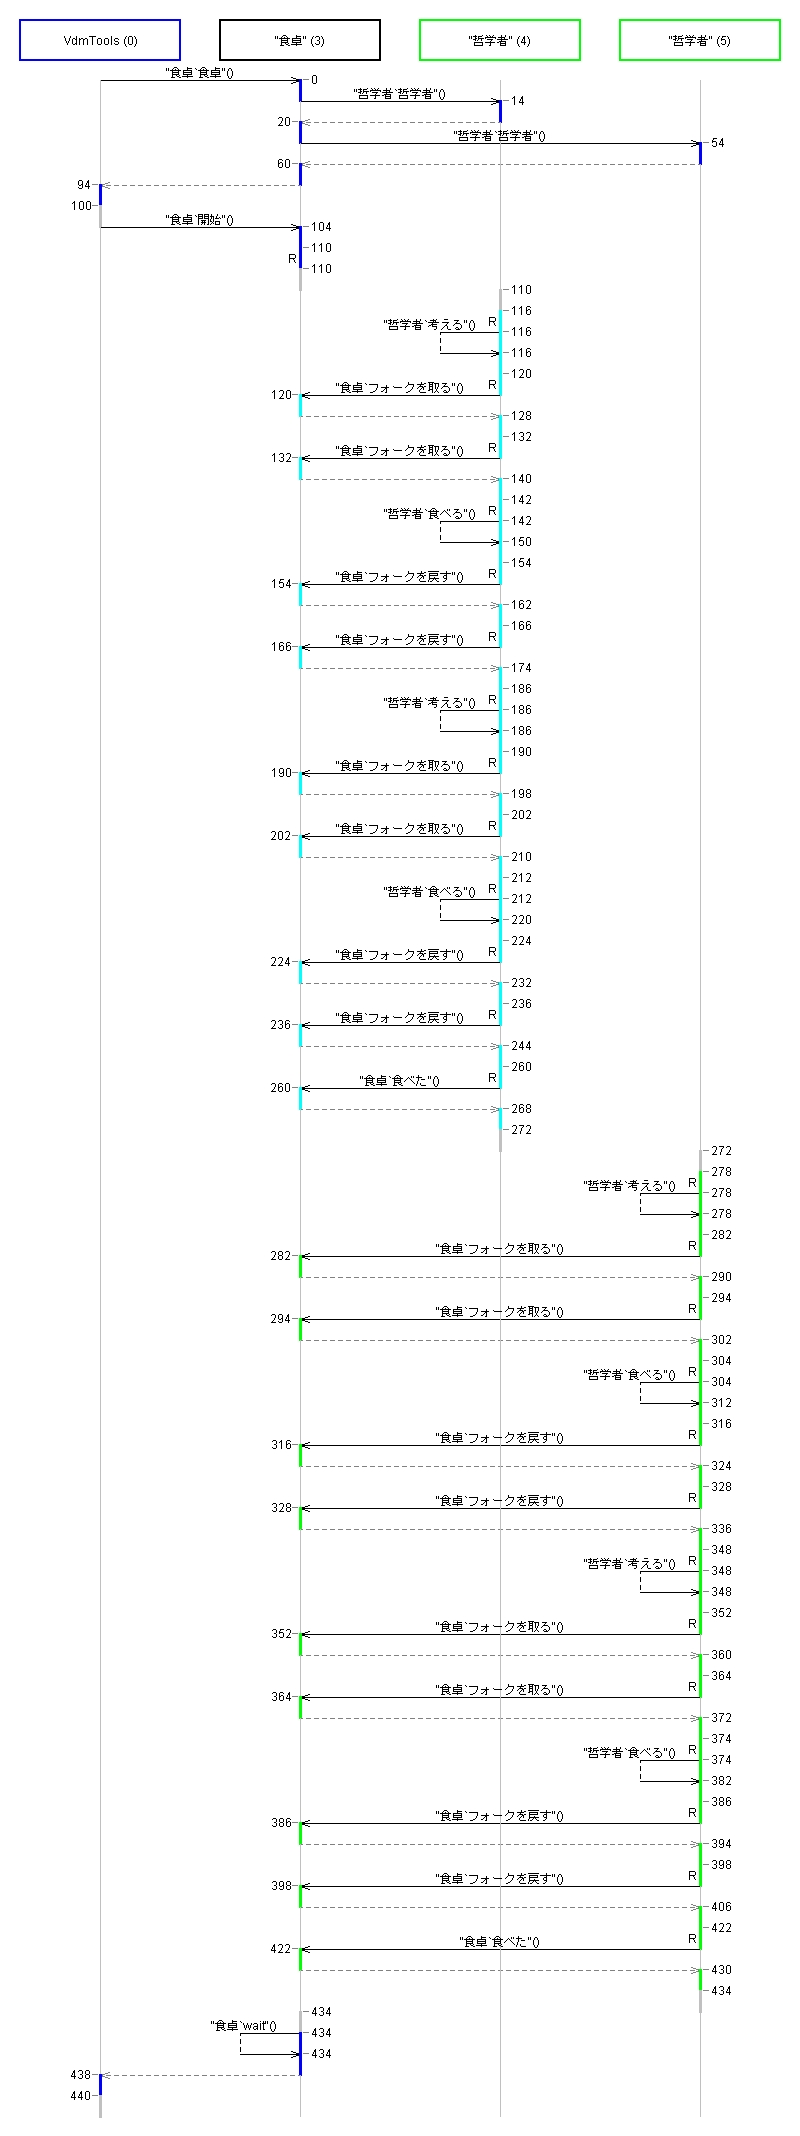 VdmTools (0) "食卓" (3) "哲学者" (4) "哲学者" (5)
"食卓`食卓"() 0
"哲学者`哲学者"() 14
20
"哲学者`哲学者"() 54
60
94
100
"食卓`開始"() 104
110
R
110
110
116
"哲学者`考える"() R
116
116
120
R
120 "食卓`フォークを取る"()
128
132
R
132 "食卓`フォークを取る"()
140
142
"哲学者`食べる"() R
142
150
154
R
154 "食卓`フォークを戻す"()
162
166
R
166 "食卓`フォークを戻す"()
174
186
"哲学者`考える"() R
186
186
190
R
190 "食卓`フォークを取る"()
198
202
R
202 "食卓`フォークを取る"()
210
212
"哲学者`食べる"() R
212
220
224
R
224 "食卓`フォークを戻す"()
232
236
R
236 "食卓`フォークを戻す"()
244
260
R
260 "食卓`食べた"()
268
272
272
278
"哲学者`考える"() R
278
278
282
R
282 "食卓`フォークを取る"()
290
294
R
294 "食卓`フォークを取る"()
302
304
"哲学者`食べる"() R
304
312
316
R
316 "食卓`フォークを戻す"()
324
328
R
328 "食卓`フォークを戻す"()
336
348
"哲学者`考える"() R
348
348
352
R
352 "食卓`フォークを取る"()
360
364
R
364 "食卓`フォークを取る"()
372
374
"哲学者`食べる"() R
374
382
386
R
386 "食卓`フォークを戻す"()
394
398
R
398 "食卓`フォークを戻す"()
406
422
R
422 "食卓`食べた"()
430
434
434
"食卓`wait"()
434
434
438
440